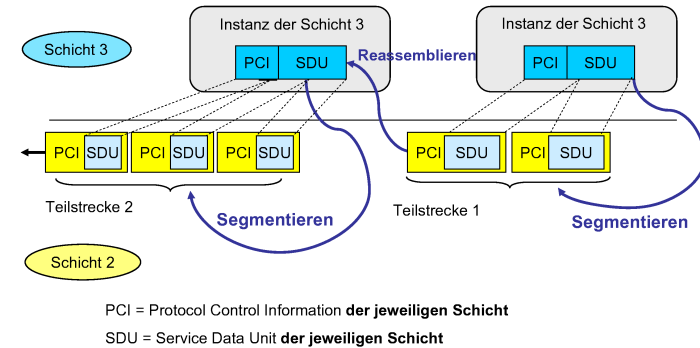 Instanz der Schicht 3
Instanz der Schicht 3
Schicht 3
PCI SDU
Reassemblieren
PCI SDU
PCI SDU PCI SDU PCI SDU
PCI SDU PCI SDU
Teilstrecke 2
Segmentieren
Teilstrecke 1
Segmentieren
Schicht 2
PCI = Protocol Control Information der jeweiligen Schicht
SDU = Service Data Unit der jeweiligen Schicht